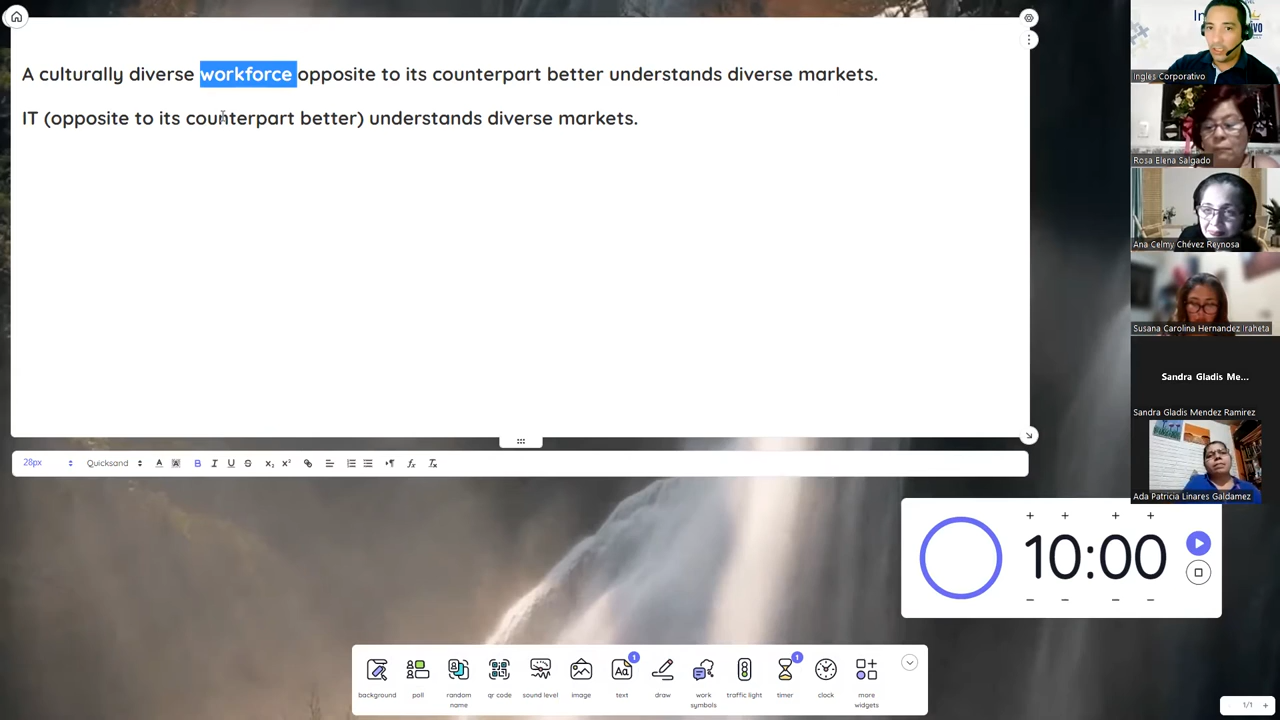 A culturally diverse workforce opposite to its counterpart better understands diverse markets.
IT (opposite to its counterpart better) understands diverse markets.
28px
Quicksand
10:00
background
poll
random name
qr code
sound level
image
text
draw
work symbols
traffic light
timer
clock
more widgets
1
1
1/1
Ingles Corporativo
Rosa Elena Salgado
Ana Celmy Chévez Reynosa
Susana Carolina Hernandez Iraheta
Sandra Gladis Me...
Sandra Gladis Mendez Ramirez
Ada Patricia Linares Galdamez